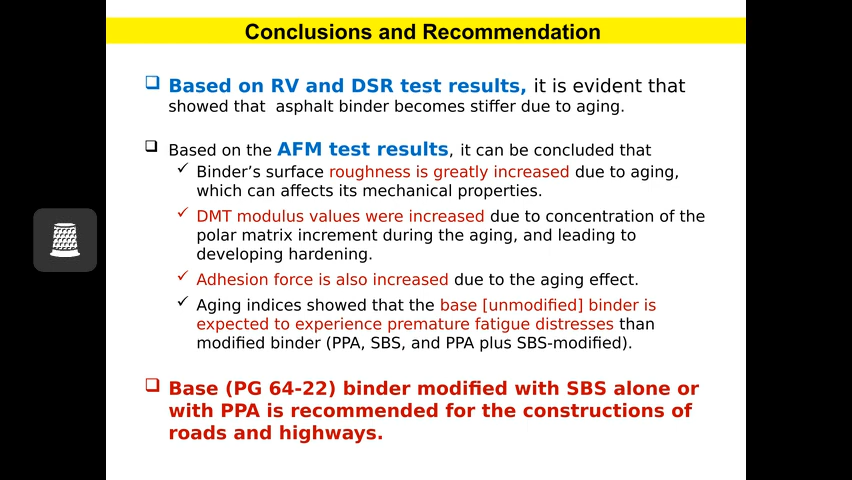 Conclusions and Recommendation
Based on RV and DSR test results, it is evident that
showed that asphalt binder becomes stiffer due to aging.
Based on the AFM test results, it can be concluded that
Binder’s surface roughness is greatly increased due to aging,
which can affects its mechanical properties.
DMT modulus values were increased due to concentration of the
polar matrix increment during the aging, and leading to
developing hardening.
Adhesion force is also increased due to the aging effect.
Aging indices showed that the base [unmodified] binder is
expected to experience premature fatigue distresses than
modified binder (PPA, SBS, and PPA plus SBS-modified).
Base (PG 64-22) binder modified with SBS alone or
with PPA is recommended for the constructions of
roads and highways.